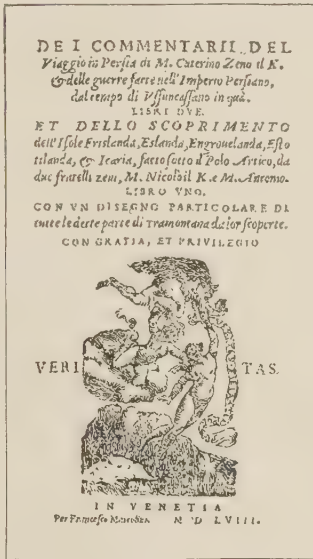 DE I COMMENTARII DEL
Viaggio in Persia di M. Caterino Zeno il K.
& delle guerre fatte nell'Imperio Persiano,
dal tempo di Vssuncassano in quà.
LIBRI DVE.
ET DELLO SCOPRIMENTO
dell'Isole Frislanda, Eslanda, Engrouelanda, Esto
tilanda, & Icaria, fatto sotto il Polo Artico, da
due fratelli zeni, M. Nicolò il K. e M. Antonio.
LIBRO VNO.
CON VN DISEGNO PARTICOLARE DI
tutte le dette parte di Tramontana da lor scoperte.
CON GRATIA, ET PRIVILEGIO
VERI TAS.
IN VENETIA
Per Francesco M D LVIII.